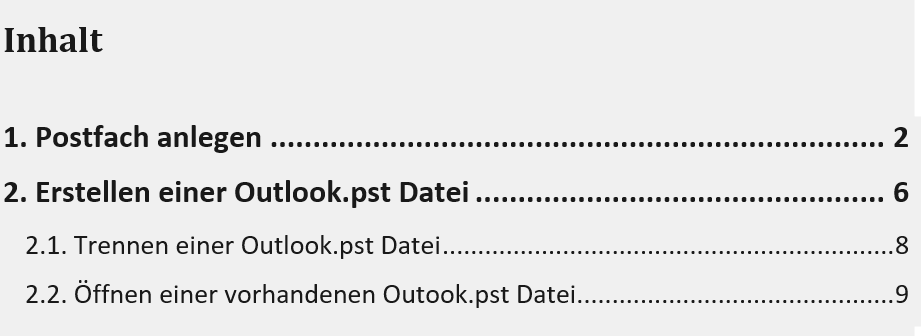 Inhalt
1. Postfach anlegen ........................................................................ 2
2. Erstellen einer Outlook.pst Datei ................................................ 6
2.1. Trennen einer Outlook.pst Datei...........................................................8
2.2. Öffnen einer vorhandenen Outook.pst Datei.........................................9